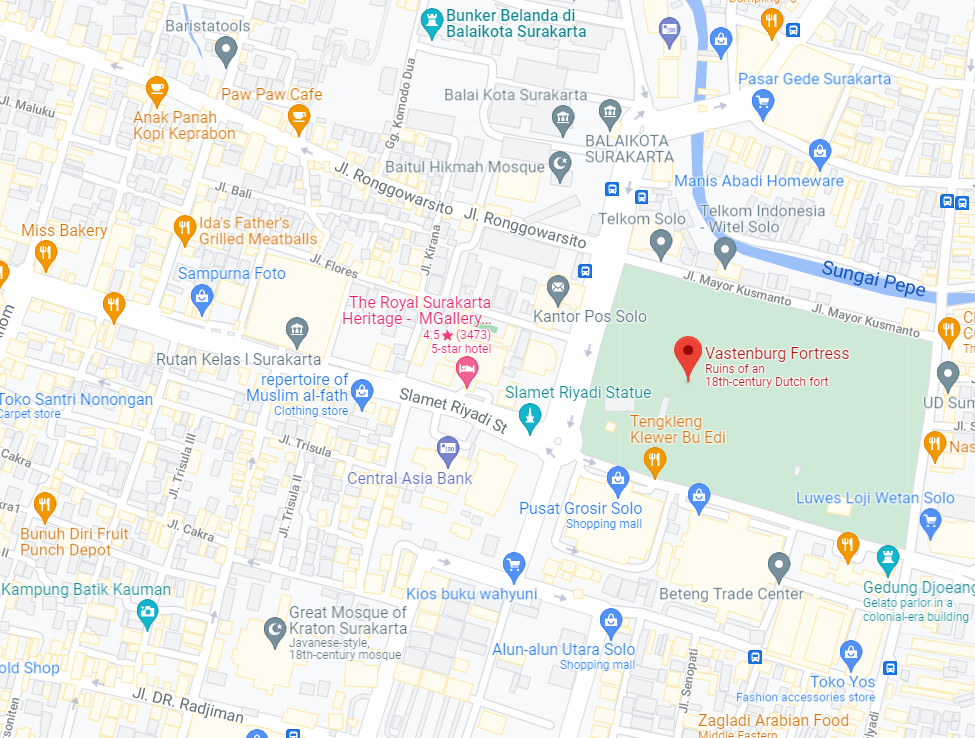 Bunker Belanda di
Balaikota Surakarta
Baristatools
Pasar Gede Surakarta
Paw Paw Cafe
Balai Kota Surakarta
Jl. Maluku
Gg. Komodo Dua
Anak Panah
Kopi Keprabon
BALAIKOTA
SURAKARTA
Baitul Hikmah Mosque
Manis Abadi Homeware
Jl. Ronggowarsito
Jl. Bali
Jl. Ronggowarsito
Telkom Solo
Telkom Indonesia
- Witel Solo
Miss Bakery
Ida's Father's
Grilled Meatballs
Jl. Kirana
Jl. Flores
Sampurna Foto
Sungai Pepe
Jl. Mayor Kusmanto
Jl. Mayor Kusmanto
The Royal Surakarta
Heritage - MGallery...
4.5★ (3473)
5-star hotel
Kantor Pos Solo
Rutan Kelas I Surakarta
Vastenburg Fortress
Ruins of an
18th-century Dutch fort
repertoire of
Muslim al-fath
Clothing store
Slamet Riyadi St
Slamet Riyadi Statue
Toko Santri Nonongan
Carpet store
UD Sum
Tengkleng
Klewer Bu Edi
Jl. Trisula
Jl. Trisula III
Jl. Trisula II
Cakra
Nas
Central Asia Bank
Pusat Grosir Solo
Shopping mall
Luwes Loji Wetan Solo
Jl. Cakra
Bunuh Diri Fruit
Punch Depot
Kampung Batik Kauman
Kios buku wahyuni
Beteng Trade Center
Gedung Djoeang
Gelato parlor in a
colonial-era building
Great Mosque of
Kraton Surakarta
Javanese-style,
18th-century mosque
Alun-alun Utara Solo
Shopping mall
old Shop
Jl. Senopati
Toko Yos
Fashion accessories store
Jl. DR. Radjiman
Zagladi Arabian Food
Middle Eastern